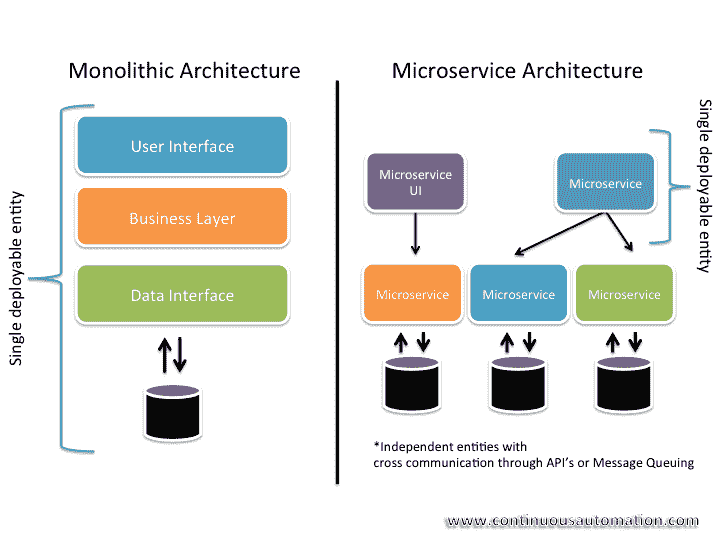 Monolithic Architecture
Single deployable entity
User Interface
Business Layer
Data Interface
Microservice Architecture
Single deployable entity
Microservice
UI
Microservice
Microservice
Microservice
Microservice
*Independent entities with
cross communication through API's or Message Queuing
www.continuousautomation.com